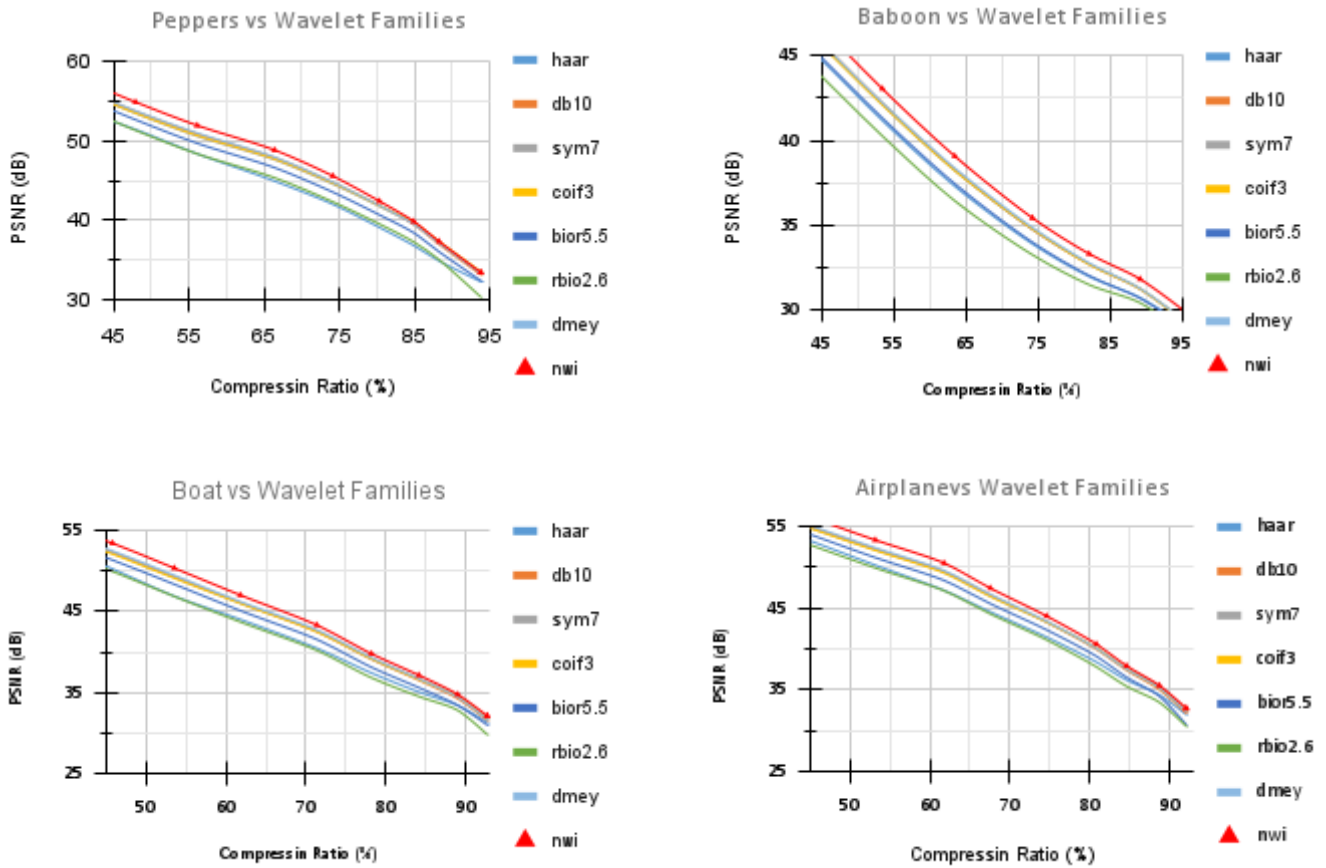 Peppers vs Wavelet Families
60
50
40
30
45 55 65 75 85 95
PSNR (dB)
Compressin Ratio (%)
haar
db10
sym7
coif3
bior5.5
rbio2.6
dmey
nwi
Baboon vs Wavelet Families
45
40
35
30
45 55 65 75 85 95
PSNR (dB)
Compressin Ratio (%)
haar
db10
sym7
coif3
bior5.5
rbio2.6
dmey
nwi
Boat vs Wavelet Families
55
45
35
25
50 60 70 80 90
PSNR (dB)
Compressin Ratio (%)
haar
db10
sym7
coif3
bior5.5
rbio2.6
dmey
nwi
Airplanevs Wavelet Families
55
45
35
25
50 60 70 80 90
PSNR (dB)
Compressin Ratio (%)
haar
db10
sym7
coif3
bior5.5
rbio2.6
dmey
nwi